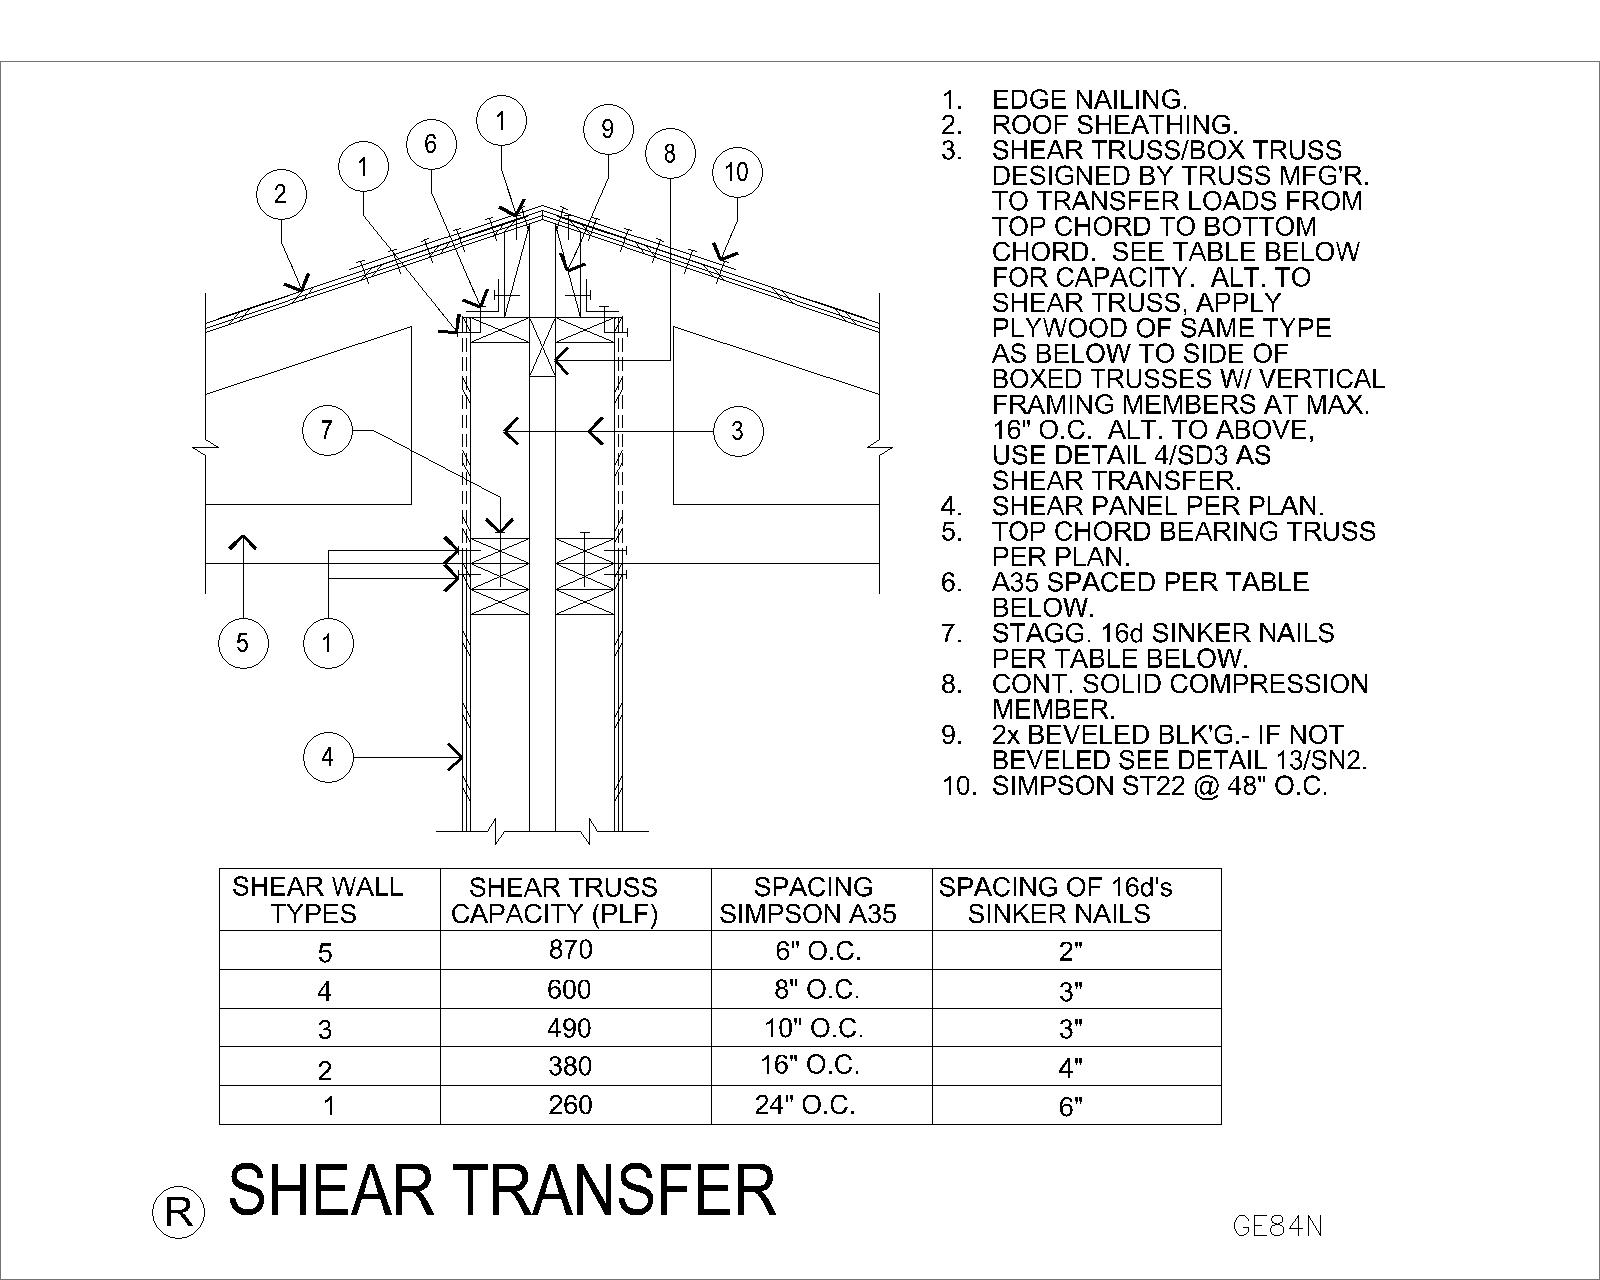 1
9
6
8
1
10
2
7
3
5
1
4
1. EDGE NAILING.
2. ROOF SHEATHING.
3. SHEAR TRUSS/BOX TRUSS
DESIGNED BY TRUSS MFG'R.
TO TRANSFER LOADS FROM
TOP CHORD TO BOTTOM
CHORD. SEE TABLE BELOW
FOR CAPACITY. ALT. TO
SHEAR TRUSS, APPLY
PLYWOOD OF SAME TYPE
AS BELOW TO SIDE OF
BOXED TRUSSES W/ VERTICAL
FRAMING MEMBERS AT MAX.
16" O.C. ALT. TO ABOVE,
USE DETAIL 4/SD3 AS
SHEAR TRANSFER.
4. SHEAR PANEL PER PLAN.
5. TOP CHORD BEARING TRUSS
PER PLAN.
6. A35 SPACED PER TABLE
BELOW.
7. STAGG. 16d SINKER NAILS
PER TABLE BELOW.
8. CONT. SOLID COMPRESSION
MEMBER.
9. 2x BEVELED BLK'G.- IF NOT
BEVELED SEE DETAIL 13/SN2.
10. SIMPSON ST22 @ 48" O.C.
SHEAR WALL TYPES SHEAR TRUSS CAPACITY (PLF) SPACING SIMPSON A35 SPACING OF 16d's SINKER NAILS
5 870 6" O.C. 2"
4 600 8" O.C. 3"
3 490 10" O.C. 3"
2 380 16" O.C. 4"
1 260 24" O.C. 6"
R SHEAR TRANSFER
GE84N